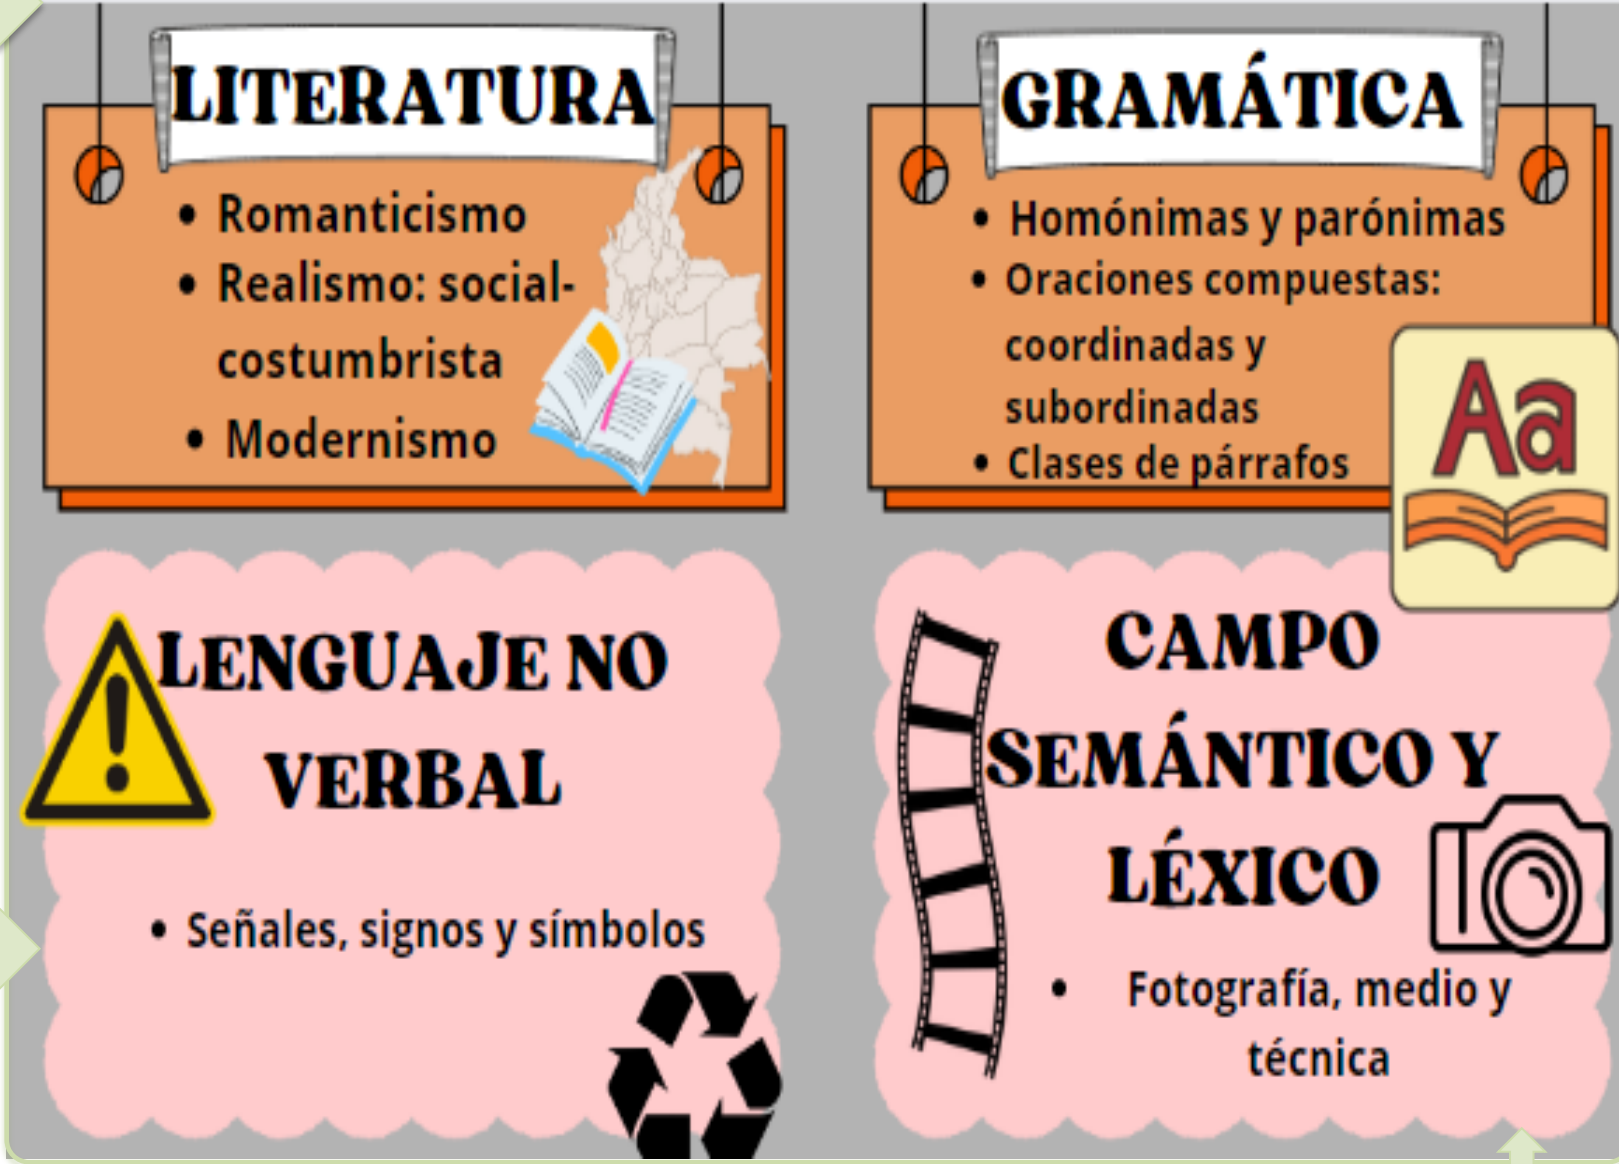 LITERATURA
• Romanticismo
• Realismo: social-
costumbrista
• Modernismo
GRAMÁTICA
• Homónimas y parónimas
• Oraciones compuestas:
coordinadas y
subordinadas
• Clases de párrafos
Aa
LENGUAJE NO
VERBAL
• Señales, signos y símbolos
CAMPO
SEMÁNTICO Y
LÉXICO
• Fotografía, medio y
técnica